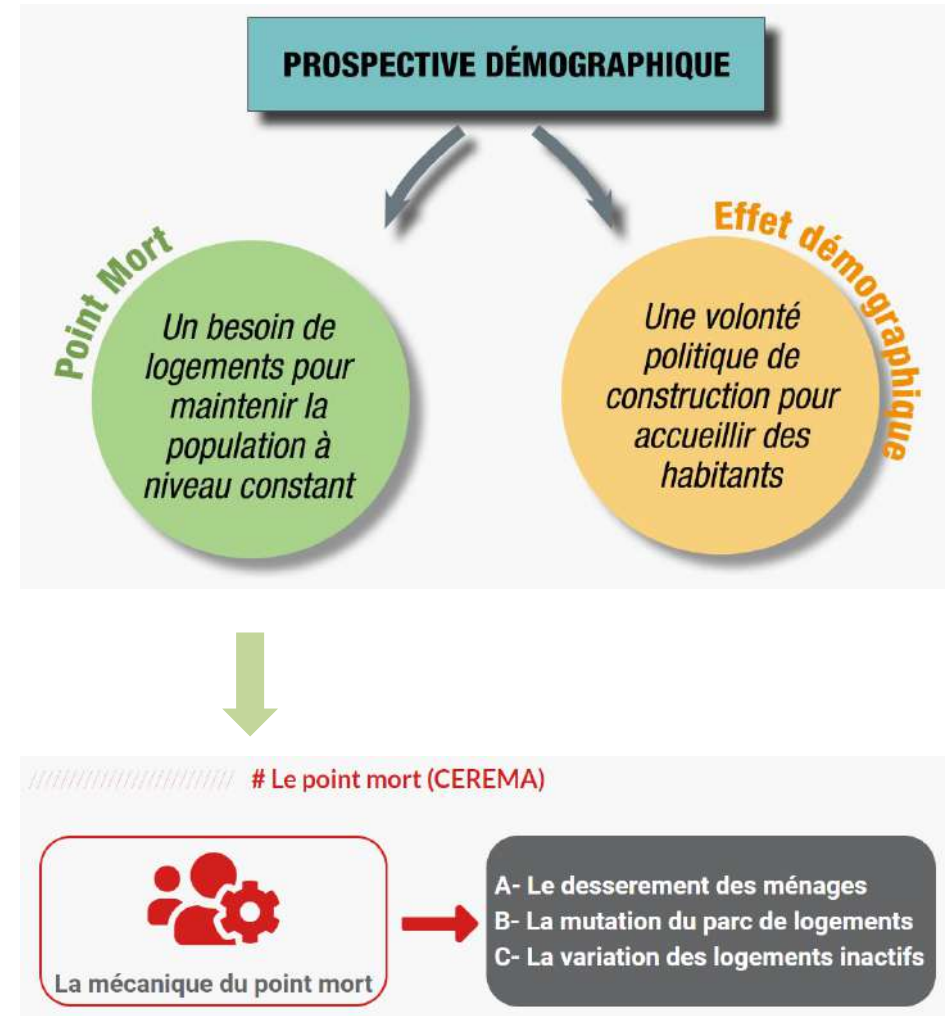 PROSPECTIVE DÉMOGRAPHIQUE
Point Mort
Un besoin de
logements pour
maintenir la
population à
niveau constant
Effet démographique
Une volonté
politique de
construction pour
accueillir des
habitants
# Le point mort (CEREMA)
La mécanique du point mort
A- Le desserement des ménages
B- La mutation du parc de logements
C- La variation des logements inactifs